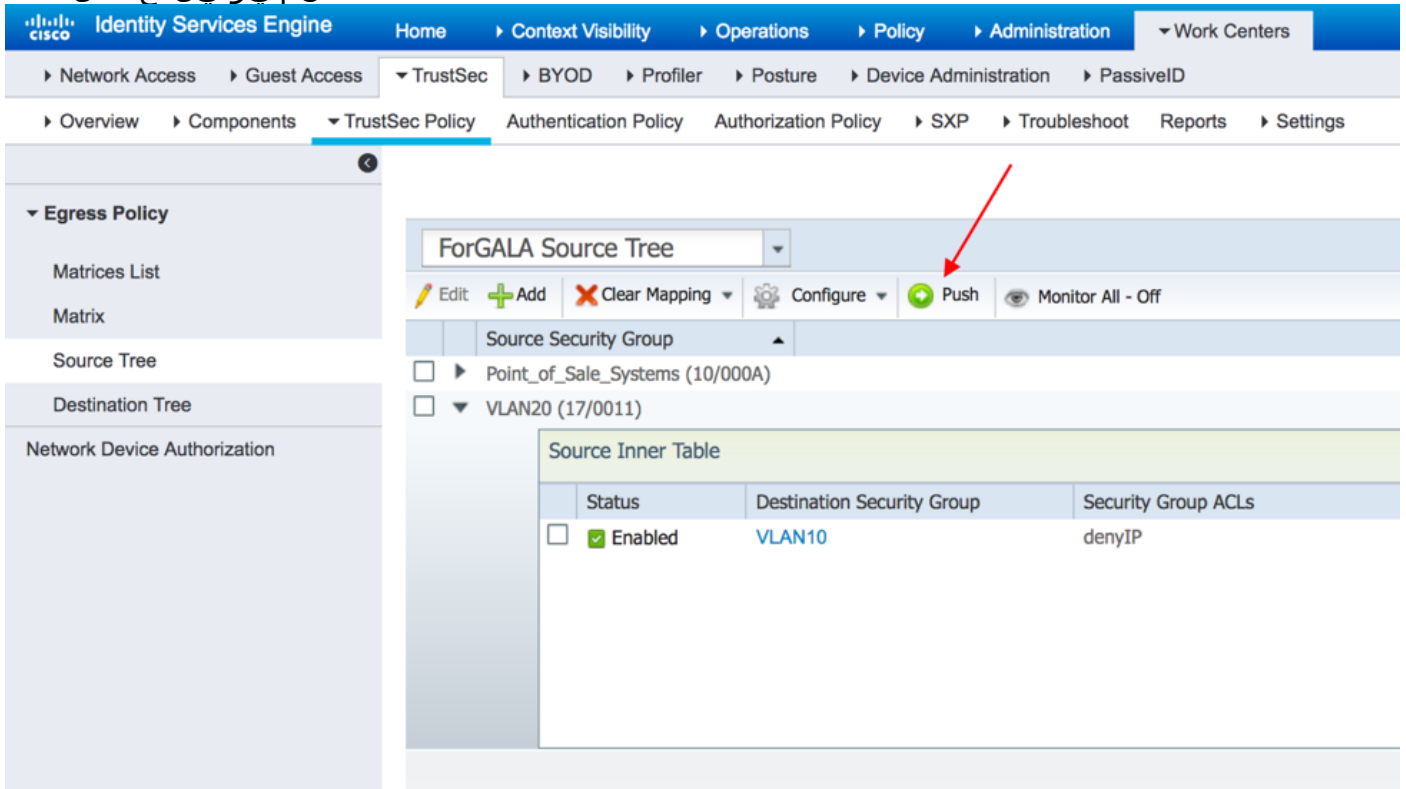 cisco Identity Services Engine Home Context Visibility Operations Policy Administration Work Centers
Network Access Guest Access TrustSec BYOD Profiler Posture Device Administration PassiveID
Overview Components TrustSec Policy Authentication Policy Authorization Policy SXP Troubleshoot Reports Settings
Egress Policy
Matrices List
Matrix
Source Tree
Destination Tree
Network Device Authorization
ForGALA Source Tree
Edit Add Clear Mapping Configure Push Monitor All - Off
Source Security Group
Point_of_Sale_Systems (10/000A)
VLAN20 (17/0011)
Source Inner Table
Status Destination Security Group Security Group ACLs
Enabled VLAN10 denyIP